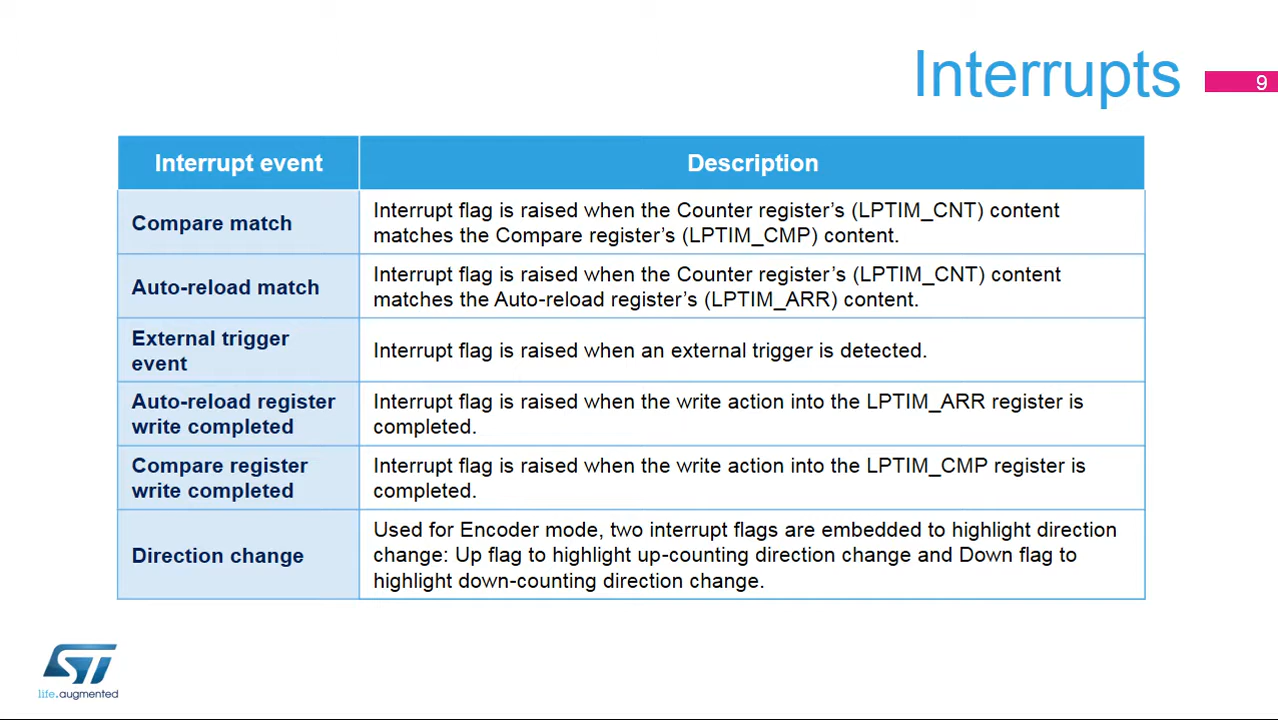 Interrupts
9
Interrupt event
Description
Compare match
Interrupt flag is raised when the Counter register's (LPTIM_CNT) content
matches the Compare register's (LPTIM_CMP) content.
Auto-reload match
Interrupt flag is raised when the Counter register's (LPTIM_CNT) content
matches the Auto-reload register's (LPTIM_ARR) content.
External trigger
event
Interrupt flag is raised when an external trigger is detected.
Auto-reload register
write completed
Interrupt flag is raised when the write action into the LPTIM_ARR register is
completed.
Compare register
write completed
Interrupt flag is raised when the write action into the LPTIM_CMP register is
completed.
Direction change
Used for Encoder mode, two interrupt flags are embedded to highlight direction
change: Up flag to highlight up-counting direction change and Down flag to
highlight down-counting direction change.
ST
life.augmented